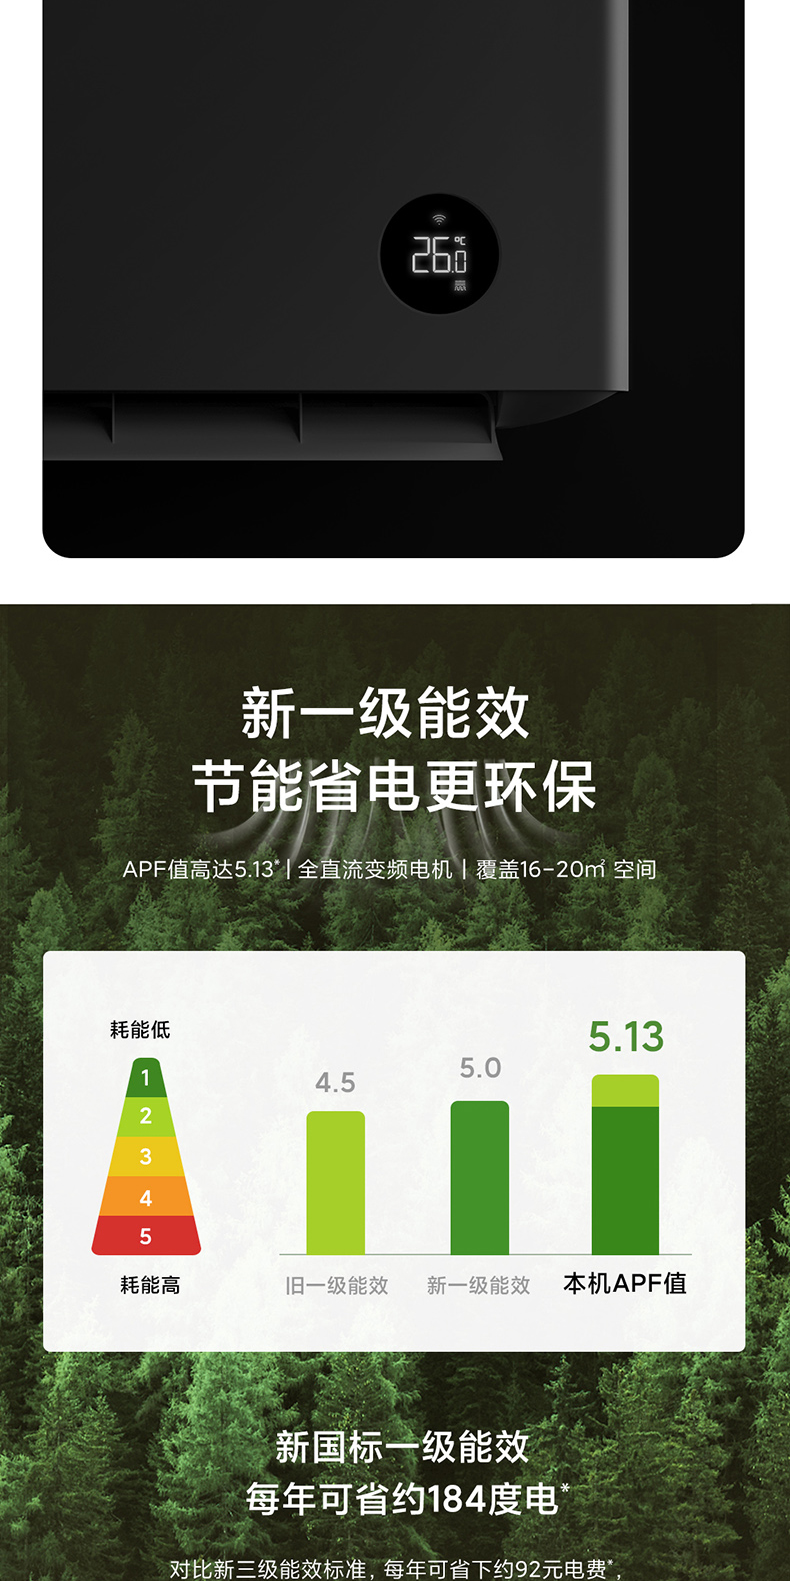 26.0
℃
新一级能效
节能省电更环保
APF值高达5.13*丨全直流变频电机丨覆盖16-20㎡ 空间
耗能低
1
2
3
4
5
耗能高
4.5
5.0
5.13
旧一级能效
新一级能效
本机APF值
新国标一级能效
每年可省约184度电*
对比新三级能效标准，每年可省下约92元电费*，